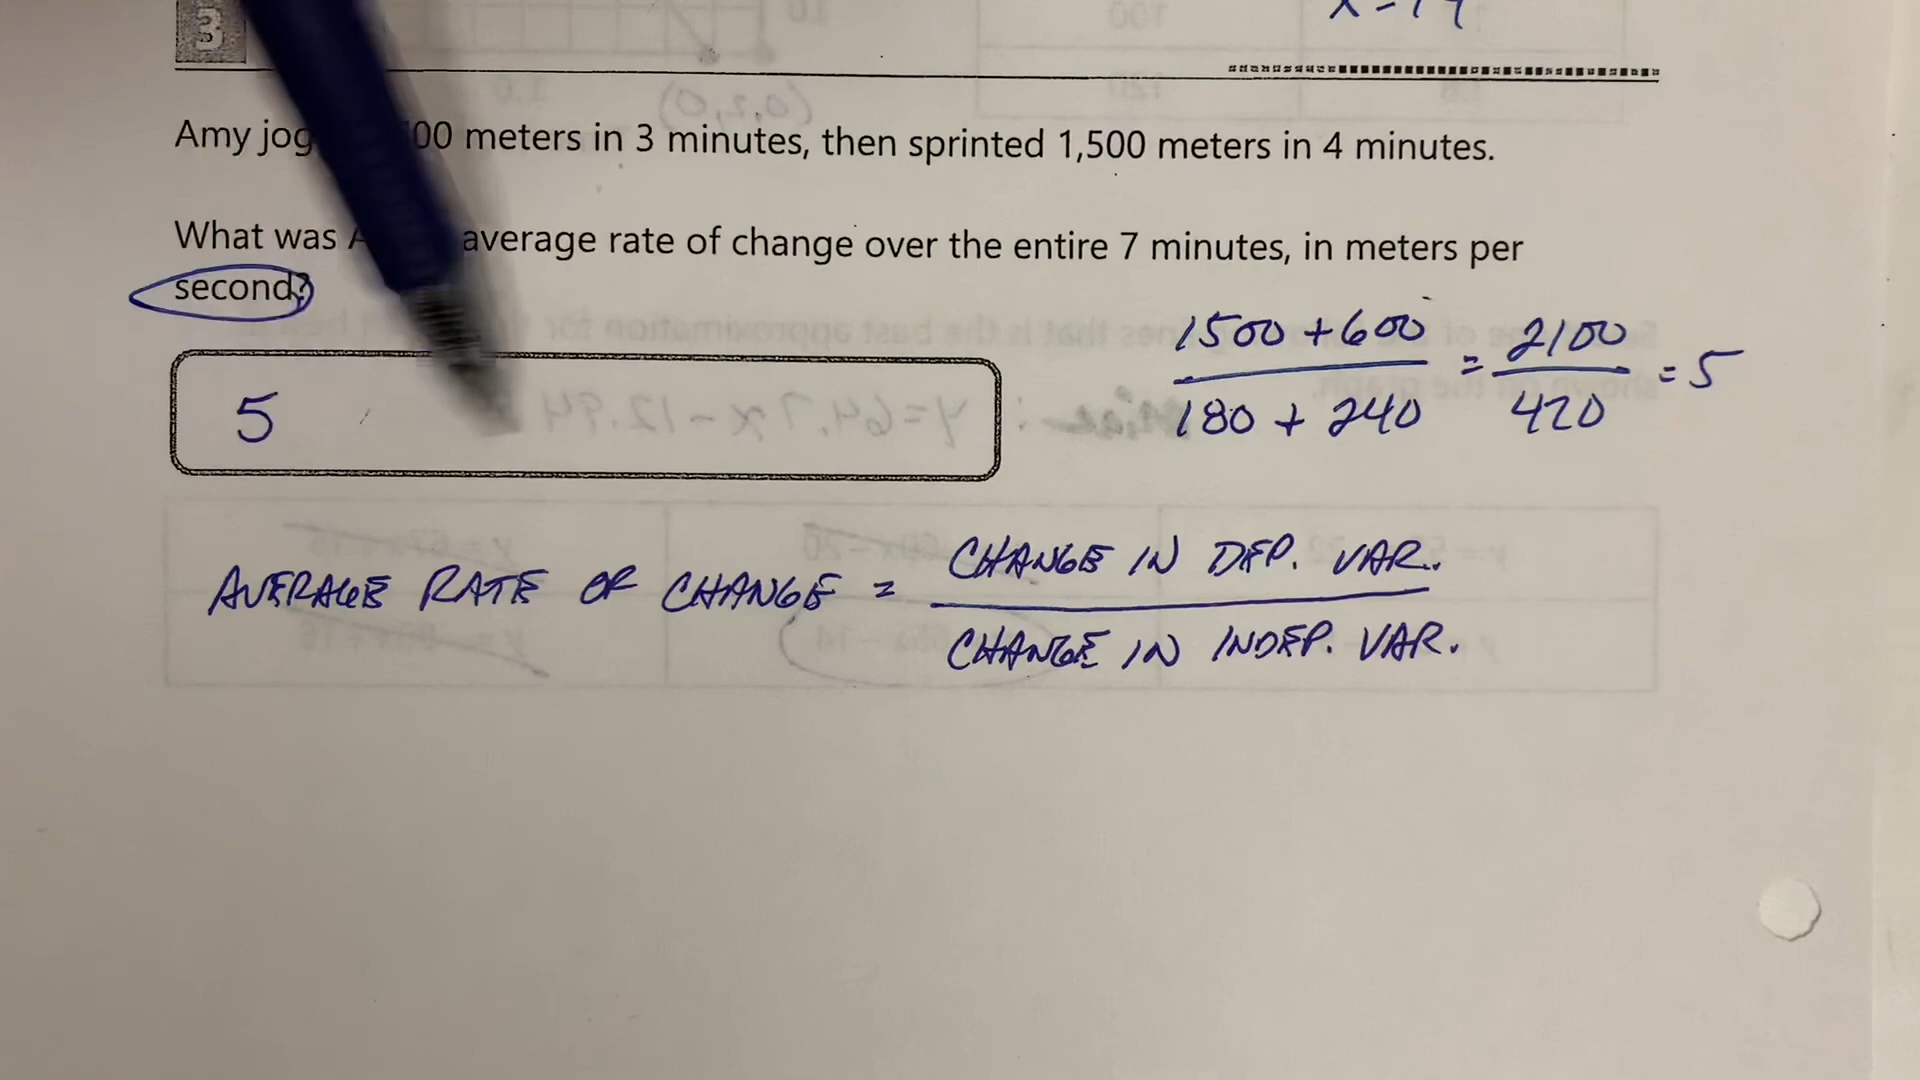 3
Amy jog 00 meters in 3 minutes, then sprinted 1,500 meters in 4 minutes.
What was average rate of change over the entire 7 minutes, in meters per
second?
1500 + 600 / 180 + 240 = 2100 / 420 = 5
5
AVERAGE RATE OF CHANGE = CHANGE IN DEP. VAR.
CHANGE IN INDEP. VAR.